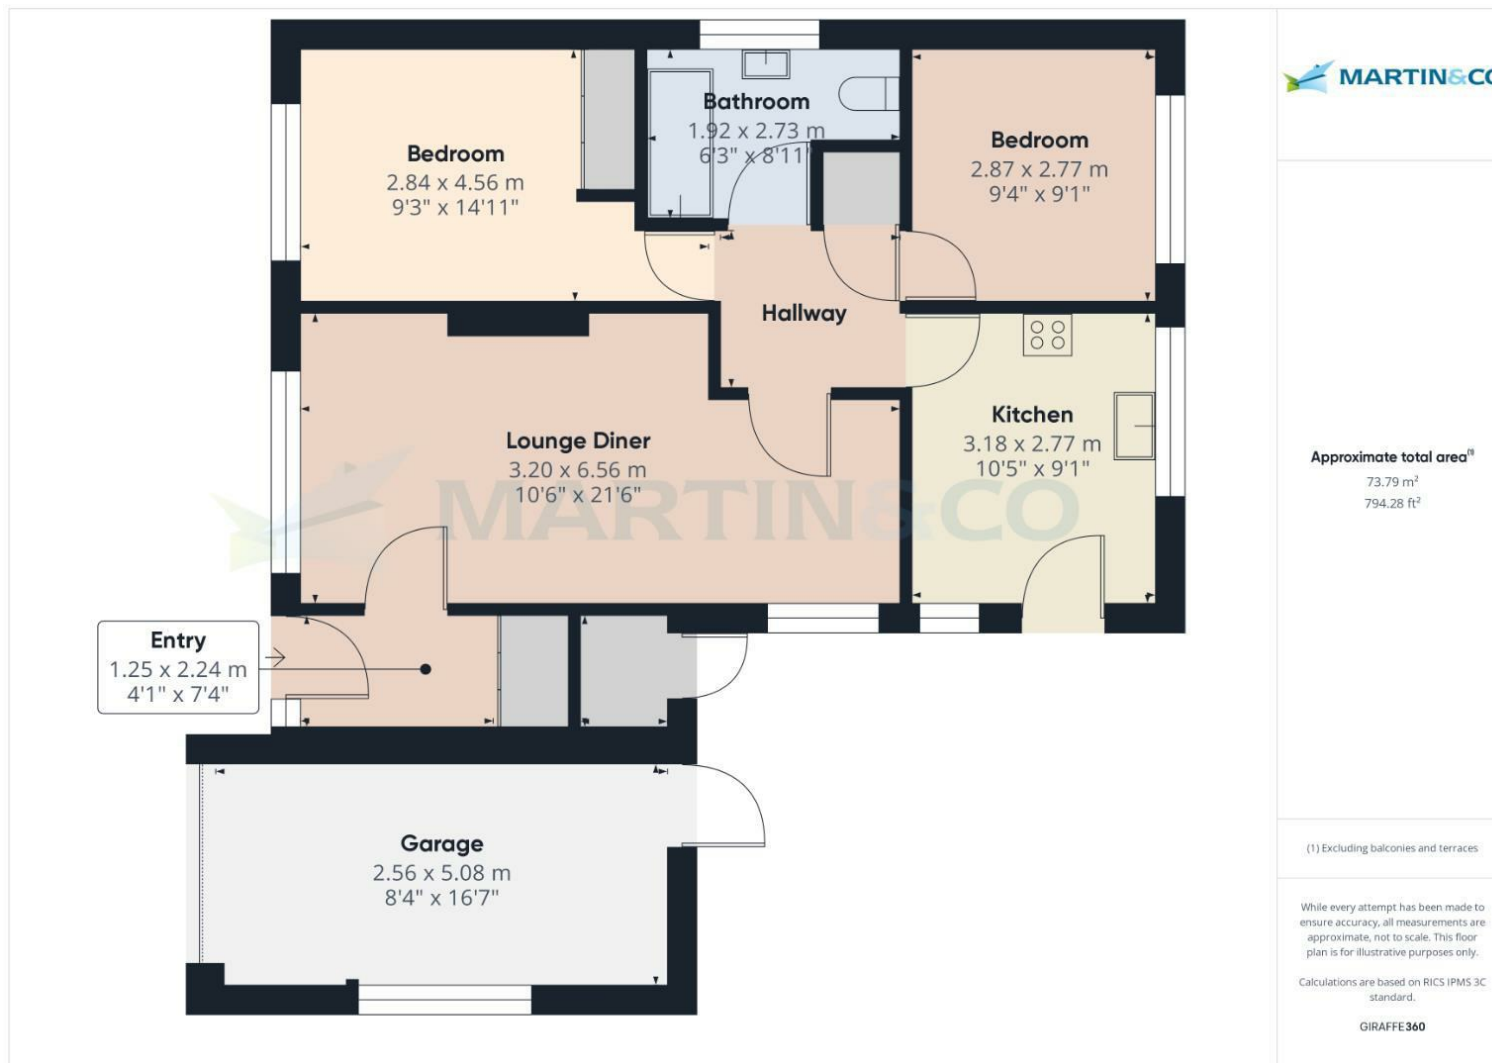 Bedroom
2.84 x 4.56 m
9'3" x 14'11"
Bathroom
1.92 x 2.73 m
6'3" x 8'11"
Bedroom
2.87 x 2.77 m
9'4" x 9'1"
Hallway
Lounge Diner
3.20 x 6.56 m
10'6" x 21'6"
Kitchen
3.18 x 2.77 m
10'5" x 9'1"
MARTIN&CO
Entry
1.25 x 2.24 m
4'1" x 7'4"
Garage
2.56 x 5.08 m
8'4" x 16'7"
MARTIN&CO
Approximate total area(1)
73.79 m²
794.28 ft²
(1) Excluding balconies and terraces
While every attempt has been made to
ensure accuracy, all measurements are
approximate, not to scale. This floor
plan is for illustrative purposes only.
Calculations are based on RICS IPMS 3C
standard.
GIRAFFE360